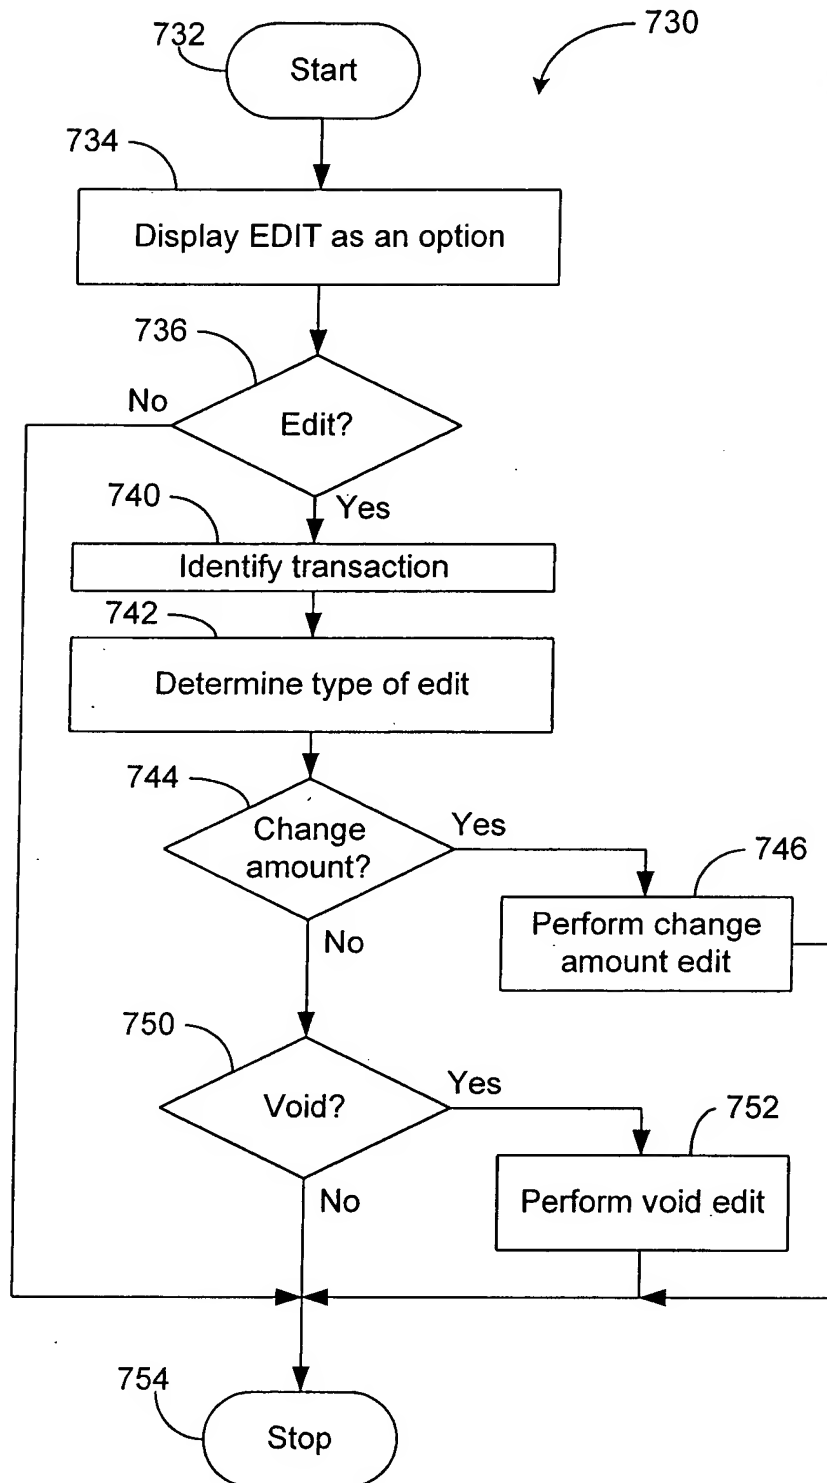 730
732
Start
734
Display EDIT as an option
736
No
Edit?
Yes
740
Identify transaction
742
Determine type of edit
744
Change
amount?
Yes
746
Perform change
amount edit
No
750
Void?
Yes
752
Perform void edit
No
754
Stop